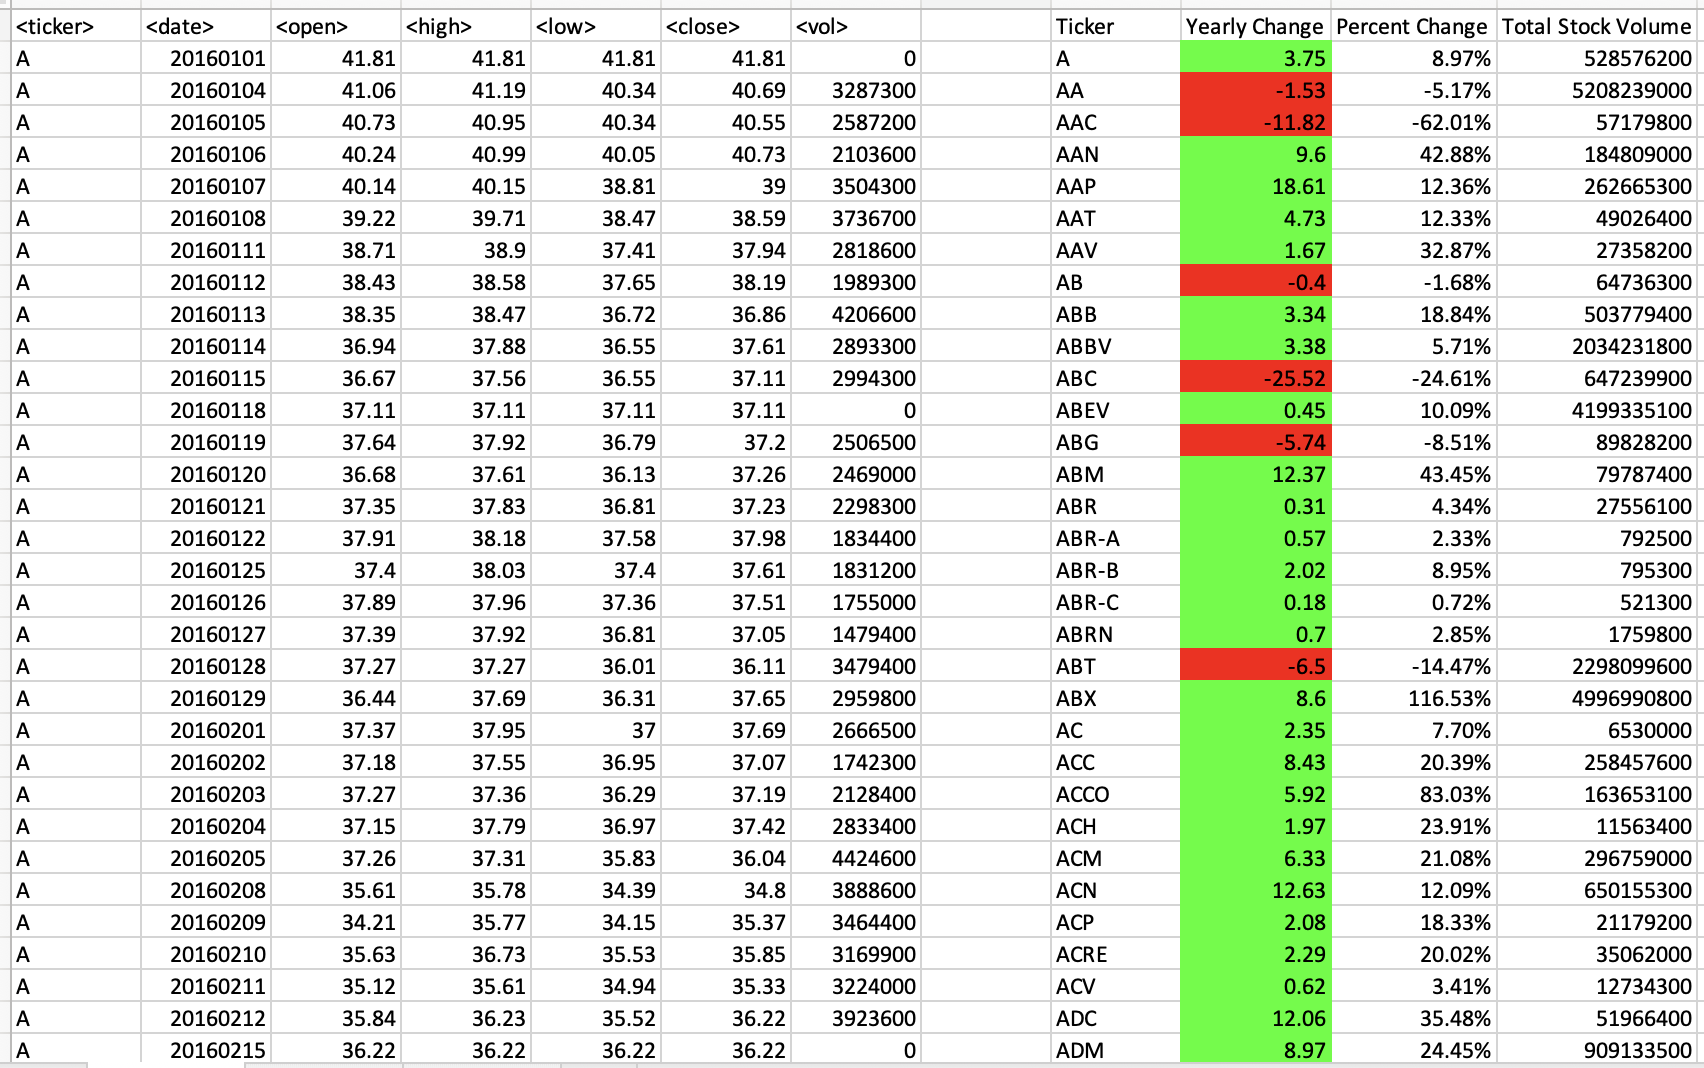 <ticker> <date> <open> <high> <low> <close> <vol> Ticker Yearly Change Percent Change Total Stock Volume
A 20160101 41.81 41.81 41.81 41.81 0 A 3.75 8.97% 528576200
A 20160104 41.06 41.19 40.34 40.69 3287300 AA -1.53 -5.17% 5208239000
A 20160105 40.73 40.95 40.34 40.55 2587200 AAC -11.82 -62.01% 57179800
A 20160106 40.24 40.99 40.05 40.73 2103600 AAN 9.6 42.88% 184809000
A 20160107 40.14 40.15 38.81 39 3504300 AAP 18.61 12.36% 262665300
A 20160108 39.22 39.71 38.47 38.59 3736700 AAT 4.73 12.33% 49026400
A 20160111 38.71 38.9 37.41 37.94 2818600 AAV 1.67 32.87% 27358200
A 20160112 38.43 38.58 37.65 38.19 1989300 AB -0.4 -1.68% 64736300
A 20160113 38.35 38.47 36.72 36.86 4206600 ABB 3.34 18.84% 503779400
A 20160114 36.94 37.88 36.55 37.61 2893300 ABBV 3.38 5.71% 2034231800
A 20160115 36.67 37.56 36.55 37.11 2994300 ABC -25.52 -24.61% 647239900
A 20160118 37.11 37.11 37.11 37.11 0 ABEV 0.45 10.09% 4199335100
A 20160119 37.64 37.92 36.79 37.2 2506500 ABG -5.74 -8.51% 89828200
A 20160120 36.68 37.61 36.13 37.26 2469000 ABM 12.37 43.45% 79787400
A 20160121 37.35 37.83 36.81 37.23 2298300 ABR 0.31 4.34% 27556100
A 20160122 37.91 38.18 37.58 37.98 1834400 ABR-A 0.57 2.33% 792500
A 20160125 37.4 38.03 37.4 37.61 1831200 ABR-B 2.02 8.95% 795300
A 20160126 37.89 37.96 37.36 37.51 1755000 ABR-C 0.18 0.72% 521300
A 20160127 37.39 37.92 36.81 37.05 1479400 ABRN 0.7 2.85% 1759800
A 20160128 37.27 37.27 36.01 36.11 3479400 ABT -6.5 -14.47% 2298099600
A 20160129 36.44 37.69 36.31 37.65 2959800 ABX 8.6 116.53% 4996990800
A 20160201 37.37 37.95 37 37.69 2666500 AC 2.35 7.70% 6530000
A 20160202 37.18 37.55 36.95 37.07 1742300 ACC 8.43 20.39% 258457600
A 20160203 37.27 37.36 36.29 37.19 2128400 ACCO 5.92 83.03% 163653100
A 20160204 37.15 37.79 36.97 37.42 2833400 ACH 1.97 23.91% 11563400
A 20160205 37.26 37.31 35.83 36.04 4424600 ACM 6.33 21.08% 296759000
A 20160208 35.61 35.78 34.39 34.8 3888600 ACN 12.63 12.09% 650155300
A 20160209 34.21 35.77 34.15 35.37 3464400 ACP 2.08 18.33% 21179200
A 20160210 35.63 36.73 35.53 35.85 3169900 ACRE 2.29 20.02% 35062000
A 20160211 35.12 35.61 34.94 35.33 3224000 ACV 0.62 3.41% 12734300
A 20160212 35.84 36.23 35.52 36.22 3923600 ADC 12.06 35.48% 51966400
A 20160215 36.22 36.22 36.22 36.22 0 ADM 8.97 24.45% 909133500